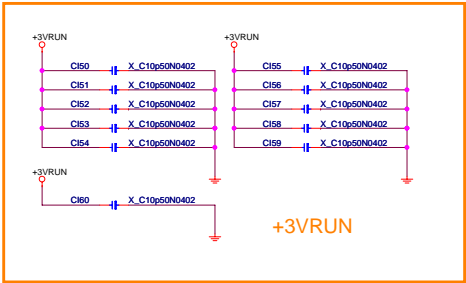 +3VRUN +3VRUN
CI50 X_C10p50N0402 CI55 X_C10p50N0402
CI51 X_C10p50N0402 CI56 X_C10p50N0402
CI52 X_C10p50N0402 CI57 X_C10p50N0402
CI53 X_C10p50N0402 CI58 X_C10p50N0402
CI54 X_C10p50N0402 CI59 X_C10p50N0402
+3VRUN
CI60 X_C10p50N0402
+3VRUN